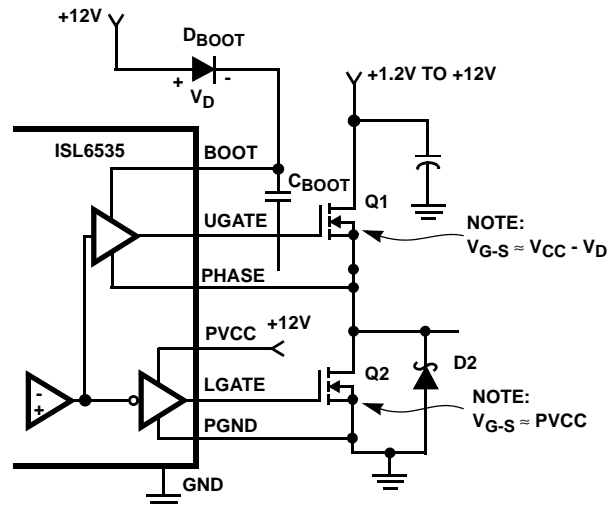 +12V
DBOOT
+ -
VD
+1.2V TO +12V
ISL6535
BOOT
CBOOT
Q1
UGATE
NOTE:
VG-S ≈ VCC - VD
PHASE
PVCC
+12V
D2
Q2
LGATE
- +
NOTE:
VG-S ≈ PVCC
PGND
GND